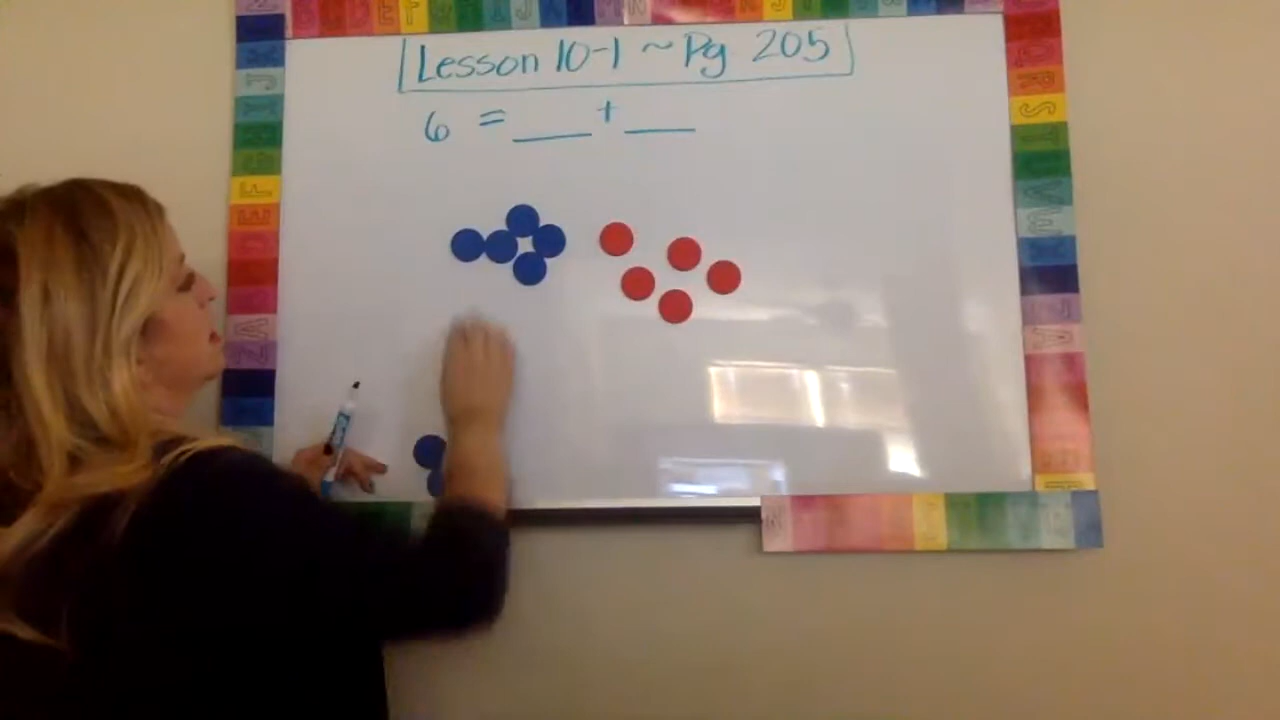 Lesson 10-1 ~ Pg 205
6 = ___ + ___